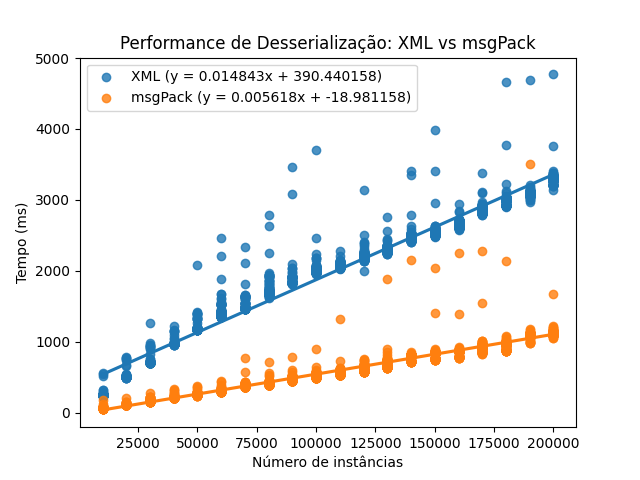 Performance de Desserialização: XML vs msgPack
XML (y = 0.014843x + 390.440158)
msgPack (y = 0.005618x + -18.981158)
5000
4000
3000
2000
1000
0
Tempo (ms)
25000 50000 75000 100000 125000 150000 175000 200000
Número de instâncias